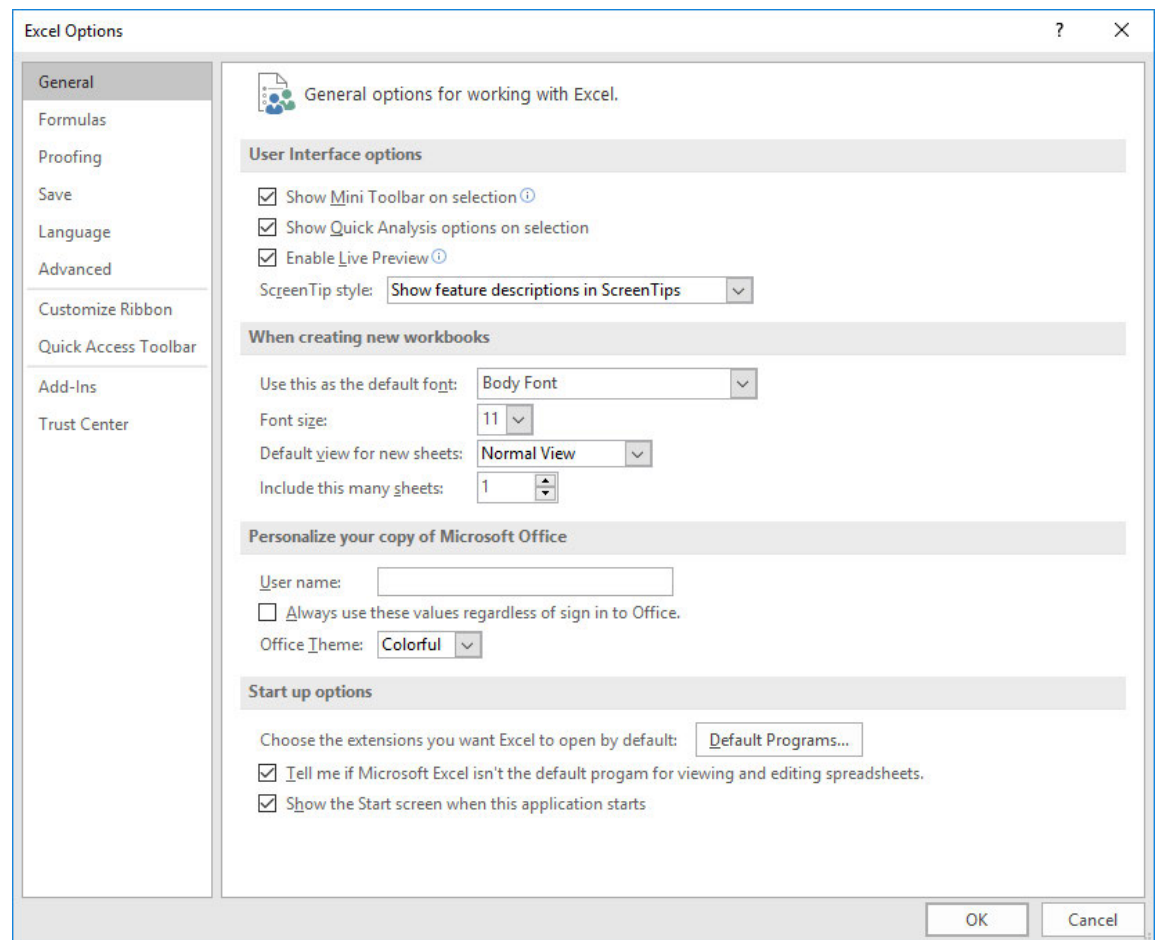 Excel Options
?
General
Formulas
Proofing
Save
Language
Advanced
Customize Ribbon
Quick Access Toolbar
Add-Ins
Trust Center
General options for working with Excel.
User Interface options
Show Mini Toolbar on selection
Show Quick Analysis options on selection
Enable Live Preview
ScreenTip style: Show feature descriptions in ScreenTips
When creating new workbooks
Use this as the default font: Body Font
Font size: 11
Default view for new sheets: Normal View
Include this many sheets: 1
Personalize your copy of Microsoft Office
User name:
Always use these values regardless of sign in to Office.
Office Theme: Colorful
Start up options
Choose the extensions you want Excel to open by default: Default Programs...
Tell me if Microsoft Excel isn't the default progam for viewing and editing spreadsheets.
Show the Start screen when this application starts
OK Cancel